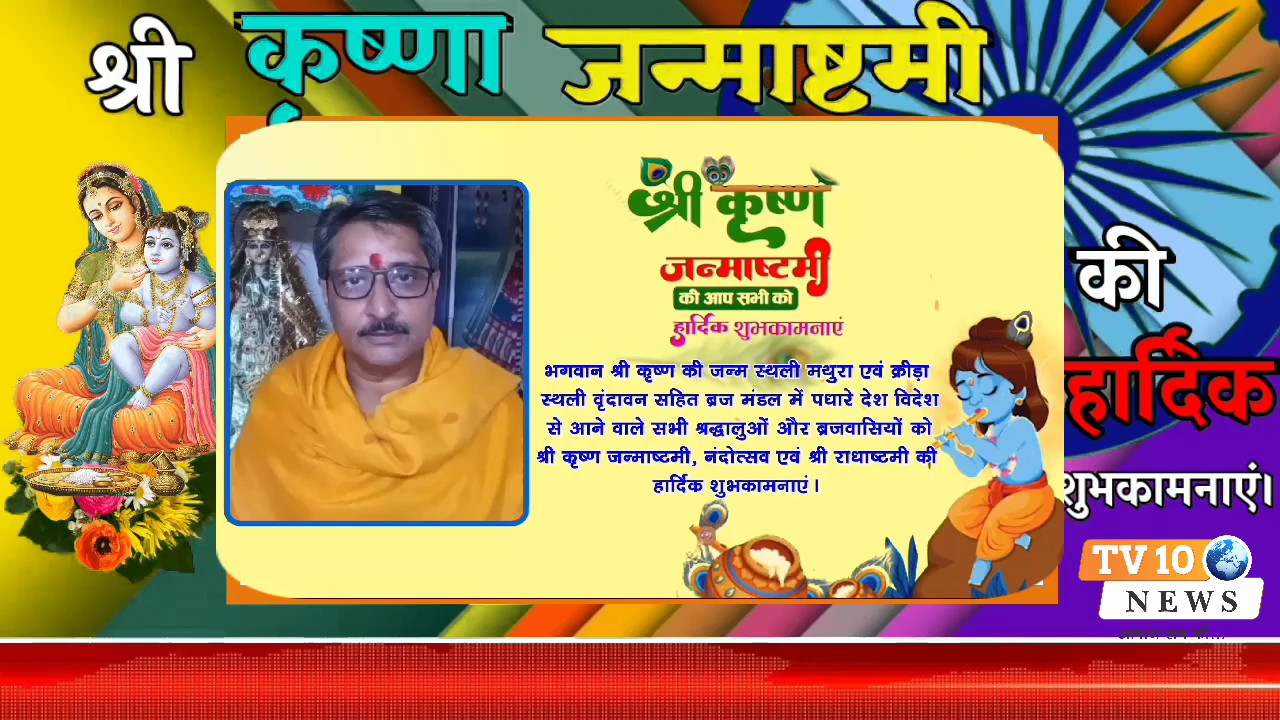 श्री कृष्णा जन्माष्टमी
की
हार्दिक
शुभकामनाएं।
श्री कृष्ण
जन्माष्टमी
की आप सभी को
हार्दिक शुभकामनाएं
भगवान श्री कृष्ण की जन्म स्थली मथुरा एवं क्रीड़ा
स्थली वृंदावन सहित ब्रज मंडल में पधारे देश विदेश
से आने वाले सभी श्रद्धालुओं और ब्रजवासियों को
श्री कृष्ण जन्माष्टमी, नंदोत्सव एवं श्री राधाष्टमी की
हार्दिक शुभकामनाएं।
TV 10
NEWS